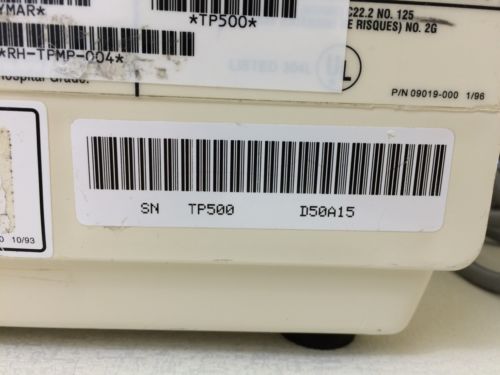 YMAR*
*TP500*
*RH-TPMP-004*
Hospital Grade.
LISTED
UL
C22.2 NO. 125
E RISQUES) NO. 2G
P/N 09019-000 1/96
SN TP500 D50A15
0 10/93